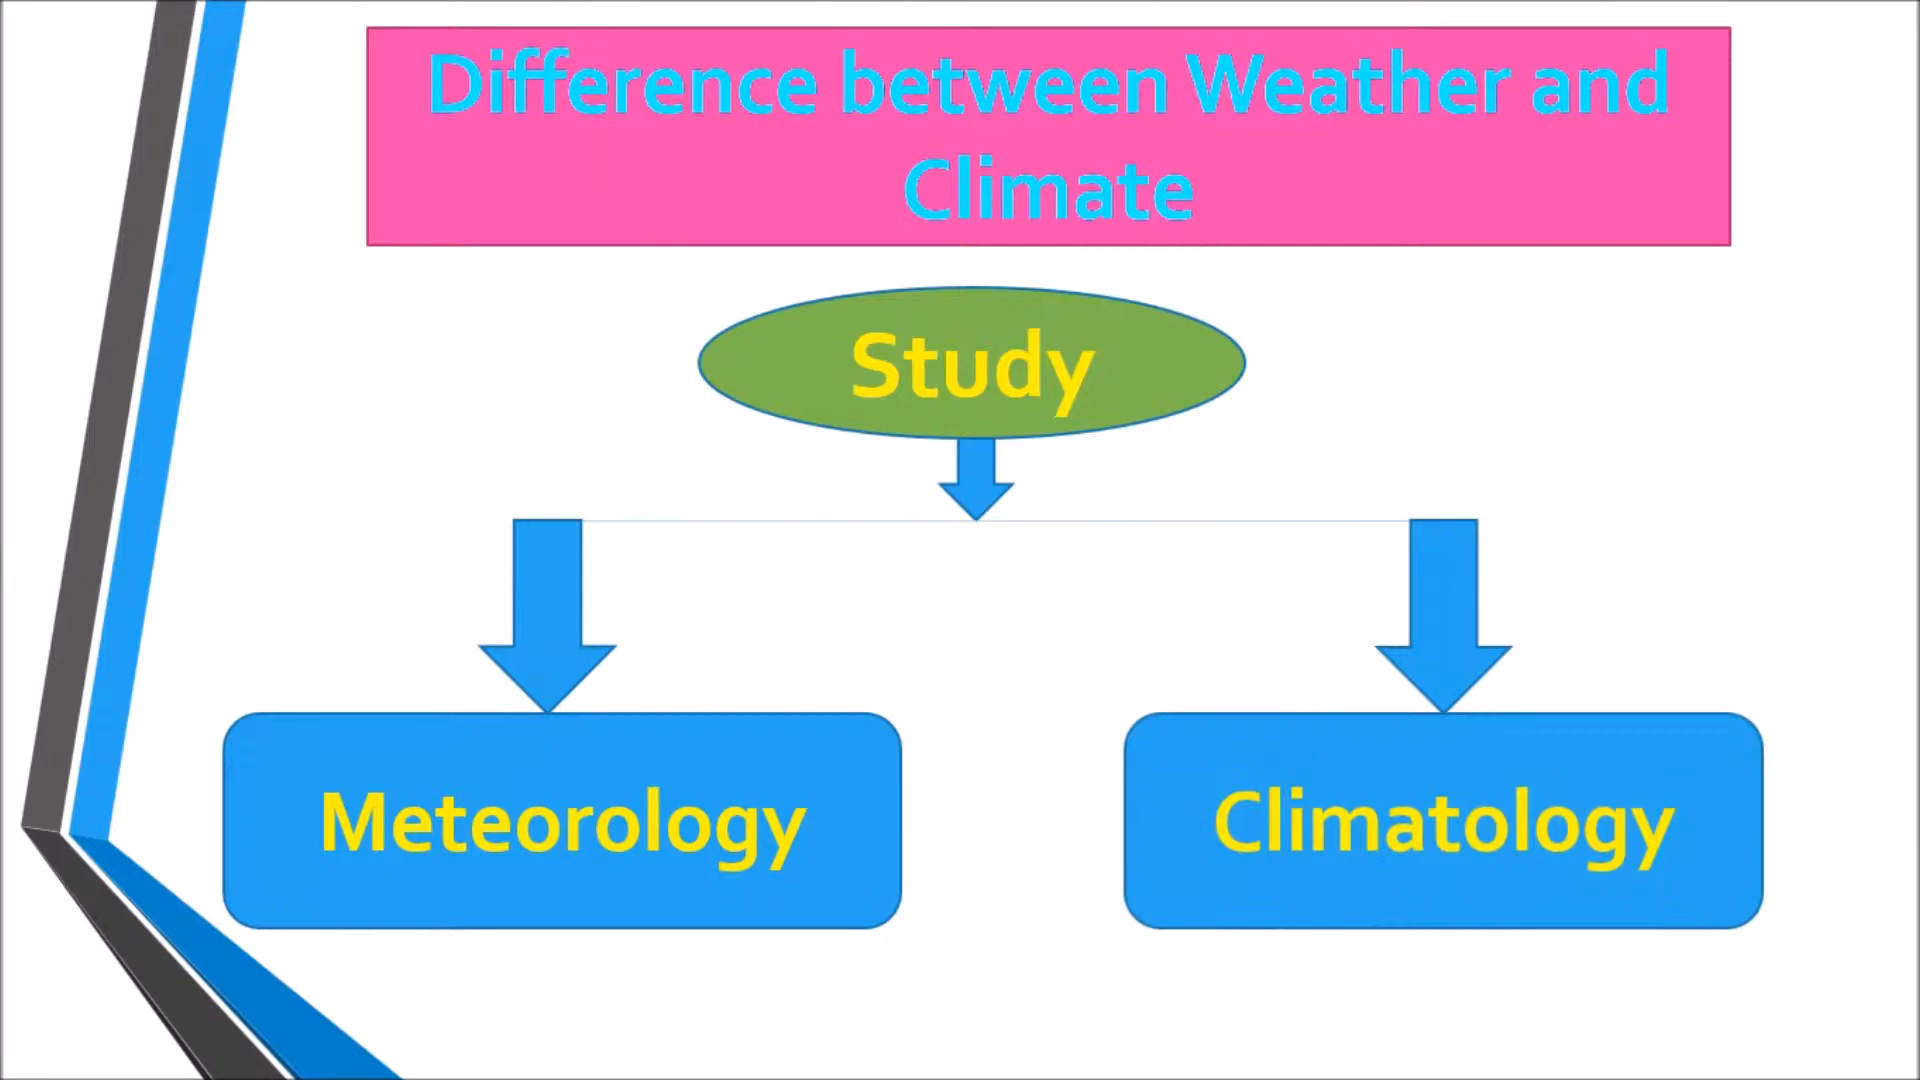 Difference between Weather and
Climate
Study
Meteorology
Climatology